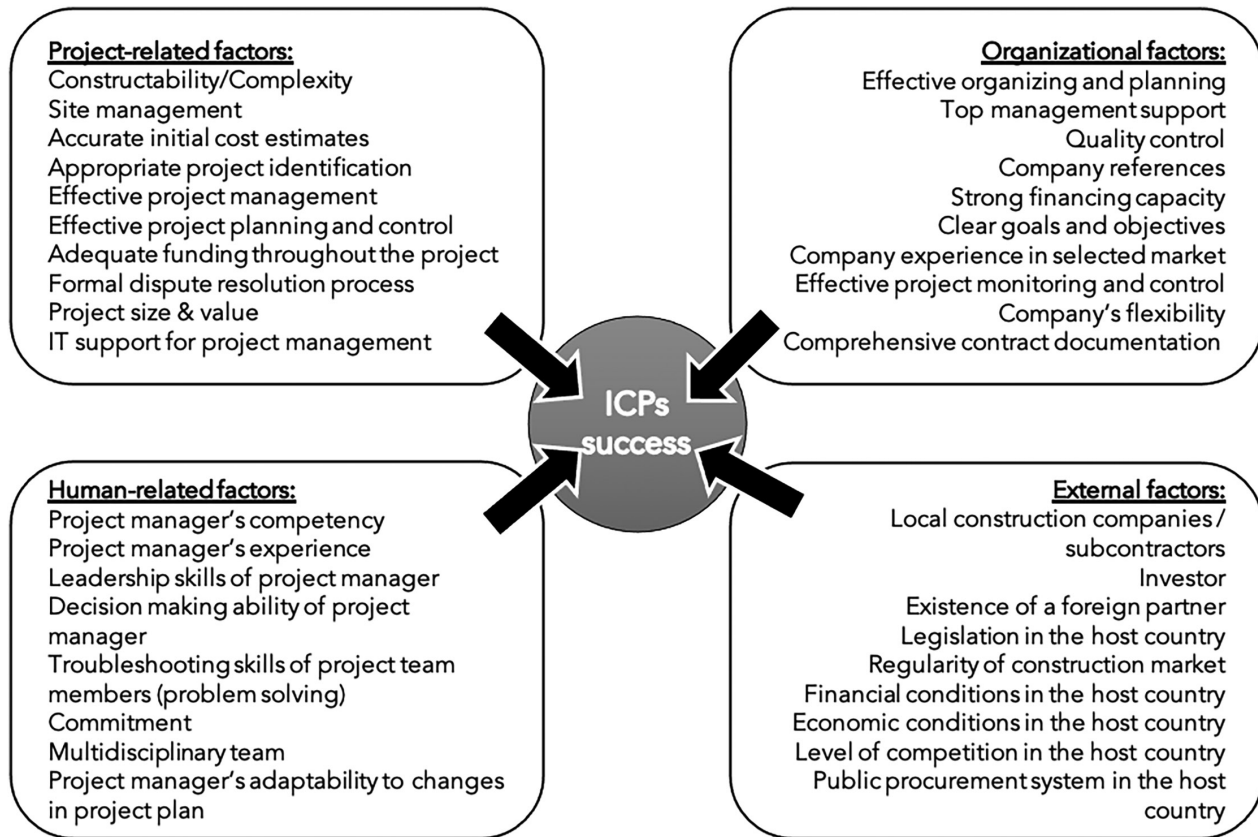 Project-related factors:
Constructability/Complexity
Site management
Accurate initial cost estimates
Appropriate project identification
Effective project management
Effective project planning and control
Adequate funding throughout the project
Formal dispute resolution process
Project size & value
IT support for project management
Organizational factors:
Effective organizing and planning
Top management support
Quality control
Company references
Strong financing capacity
Clear goals and objectives
Company experience in selected market
Effective project monitoring and control
Company's flexibility
Comprehensive contract documentation
ICPs
success
Human-related factors:
Project manager's competency
Project manager's experience
Leadership skills of project manager
Decision making ability of project
manager
Troubleshooting skills of project team
members (problem solving)
Commitment
Multidisciplinary team
Project manager's adaptability to changes
in project plan
External factors:
Local construction companies /
subcontractors
Investor
Existence of a foreign partner
Legislation in the host country
Regularity of construction market
Financial conditions in the host country
Economic conditions in the host country
Level of competition in the host country
Public procurement system in the host
country